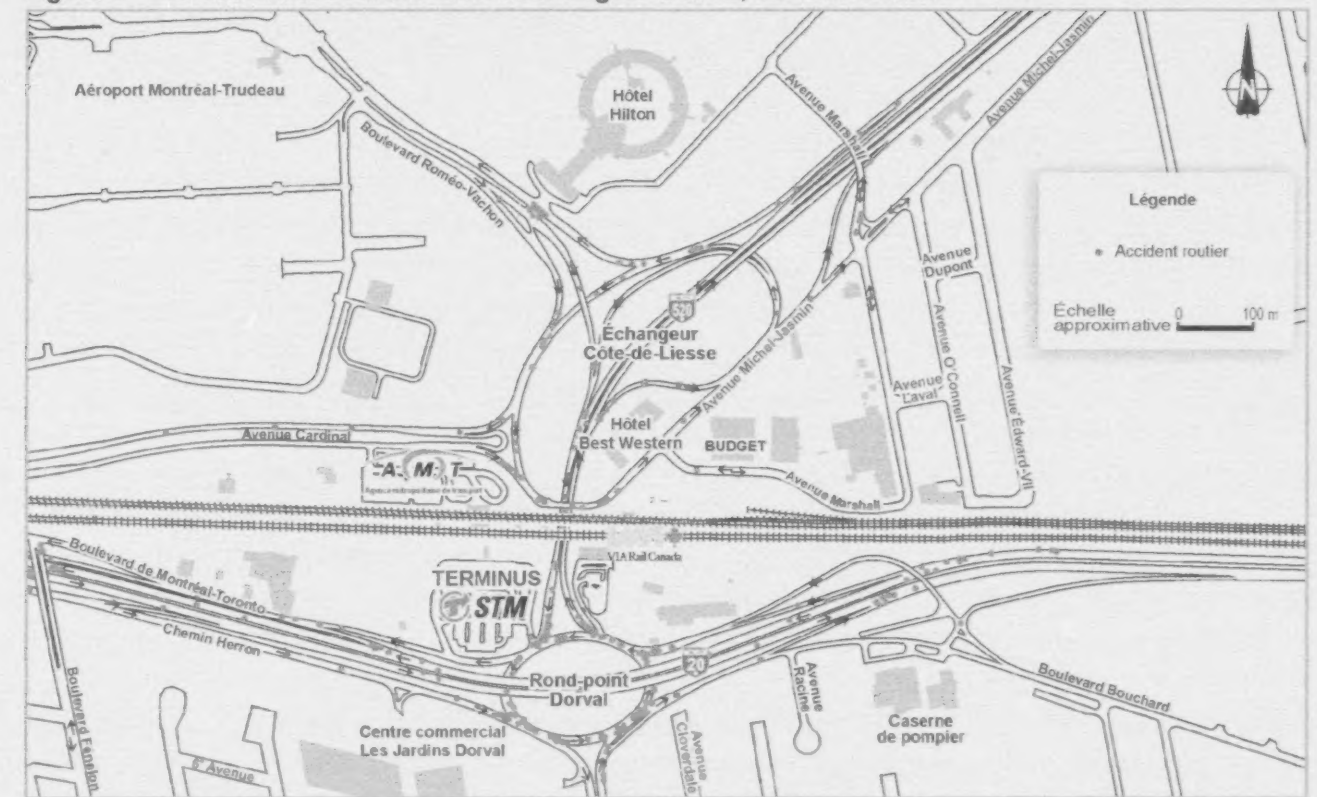 Aéroport Montréal-Trudeau
Hôtel
Hilton
Avenue Marshall
Avenue Michel-Jasmin
N
Boulevard Roméo-Vachon
Légende
Accident routier
Échelle
approximative
0 100 m
Avenue
Dupont
520
Échangeur
Côte-de-Liesse
Avenue Michel-Jasmin
Avenue O'Connell
Avenue Edward-VII
Avenue
Laval
Hôtel
Best Western
BUDGET
Avenue Cardinal
AMT
Avenue Marshall
VIA Rail Canada
Boulevard de Montréal-Toronto
TERMINUS
STM
Chemin Herron
Rond-point
Dorval
20
Boulevard Fenelon
Avenue
Racine
Boulevard Bouchard
Centre commercial
Les Jardins Dorval
Avenue
Cloverdale
Caserne
de pompier
6e Avenue